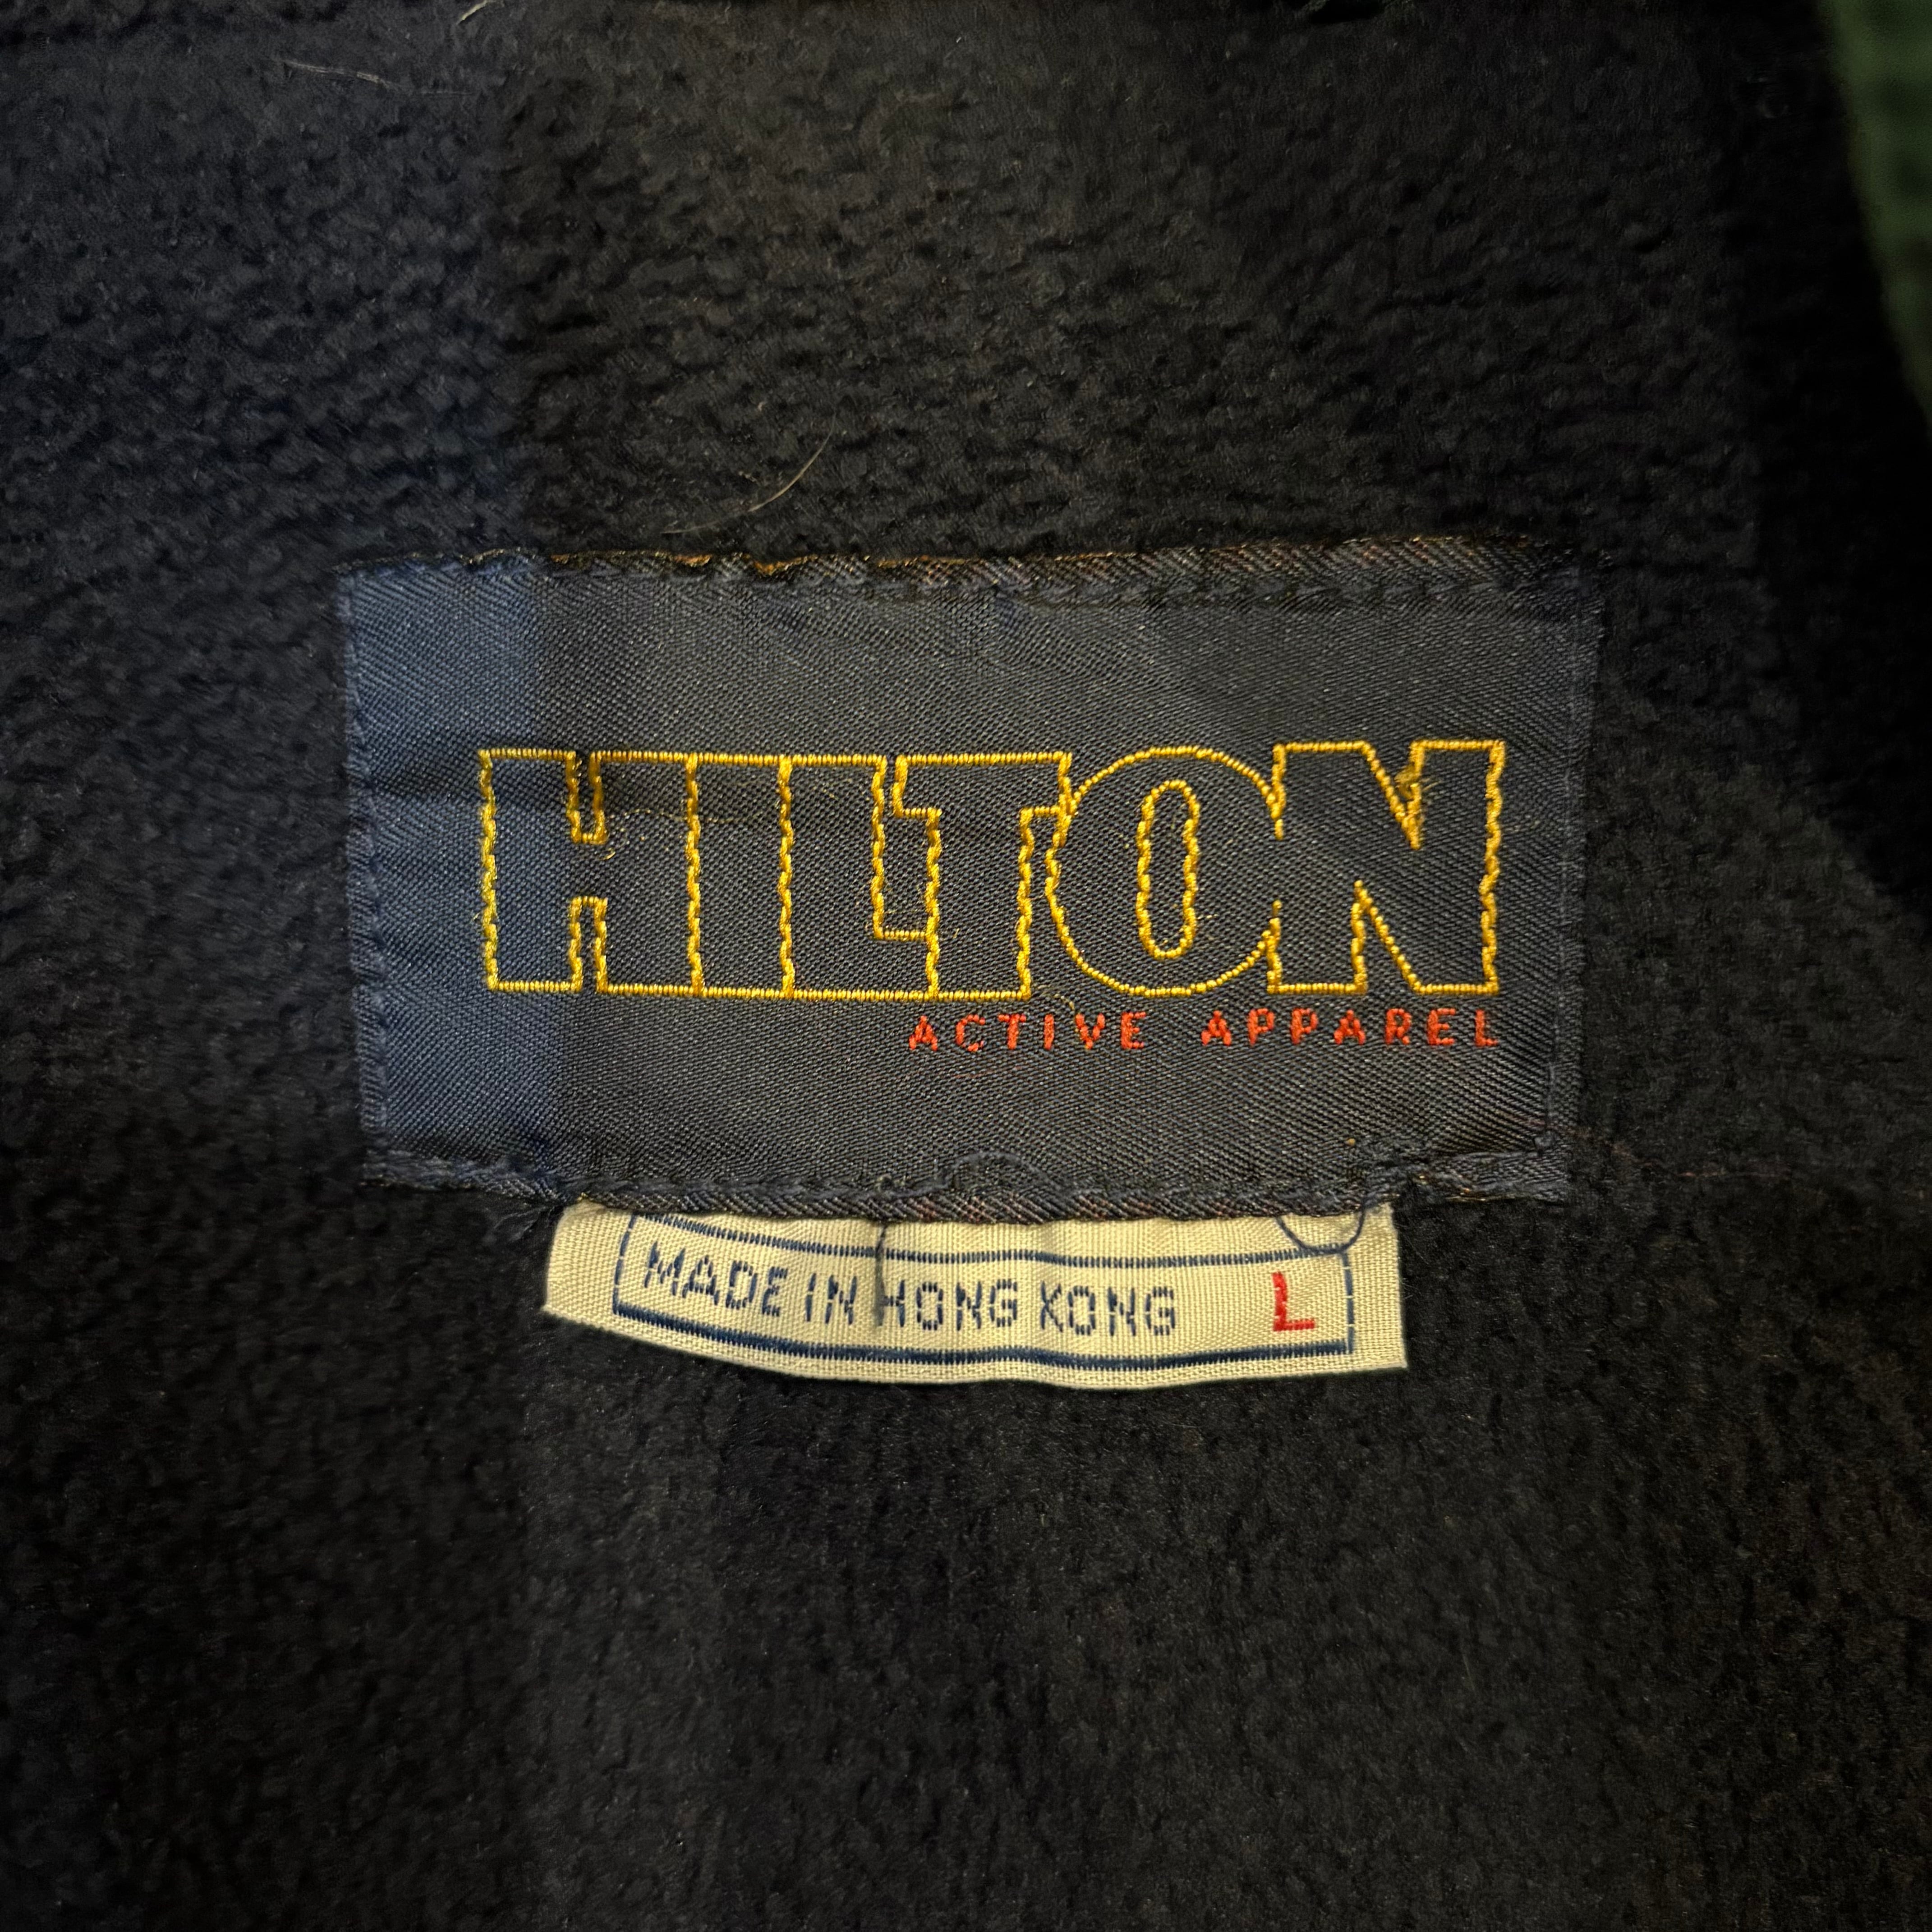 HILTON
ACTIVE APPAREL
MADE IN HONG KONG L